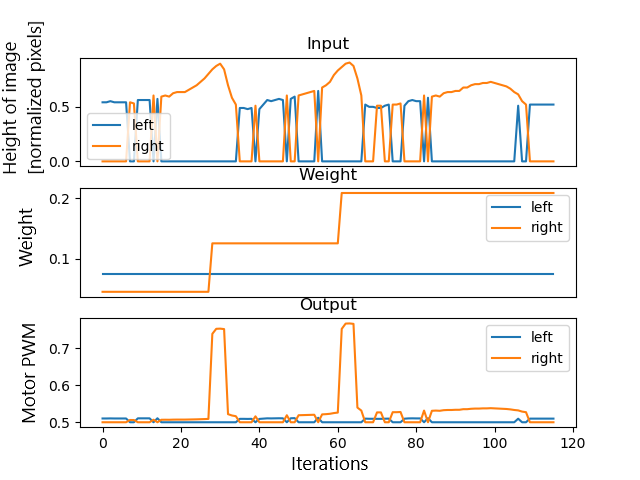 Input
Height of image
[normalized pixels]
0.5
0.0
left
right
Weight
Weight
0.2
0.1
left
right
Output
Motor PWM
0.7
0.6
0.5
left
right
0 20 40 60 80 100 120
Iterations